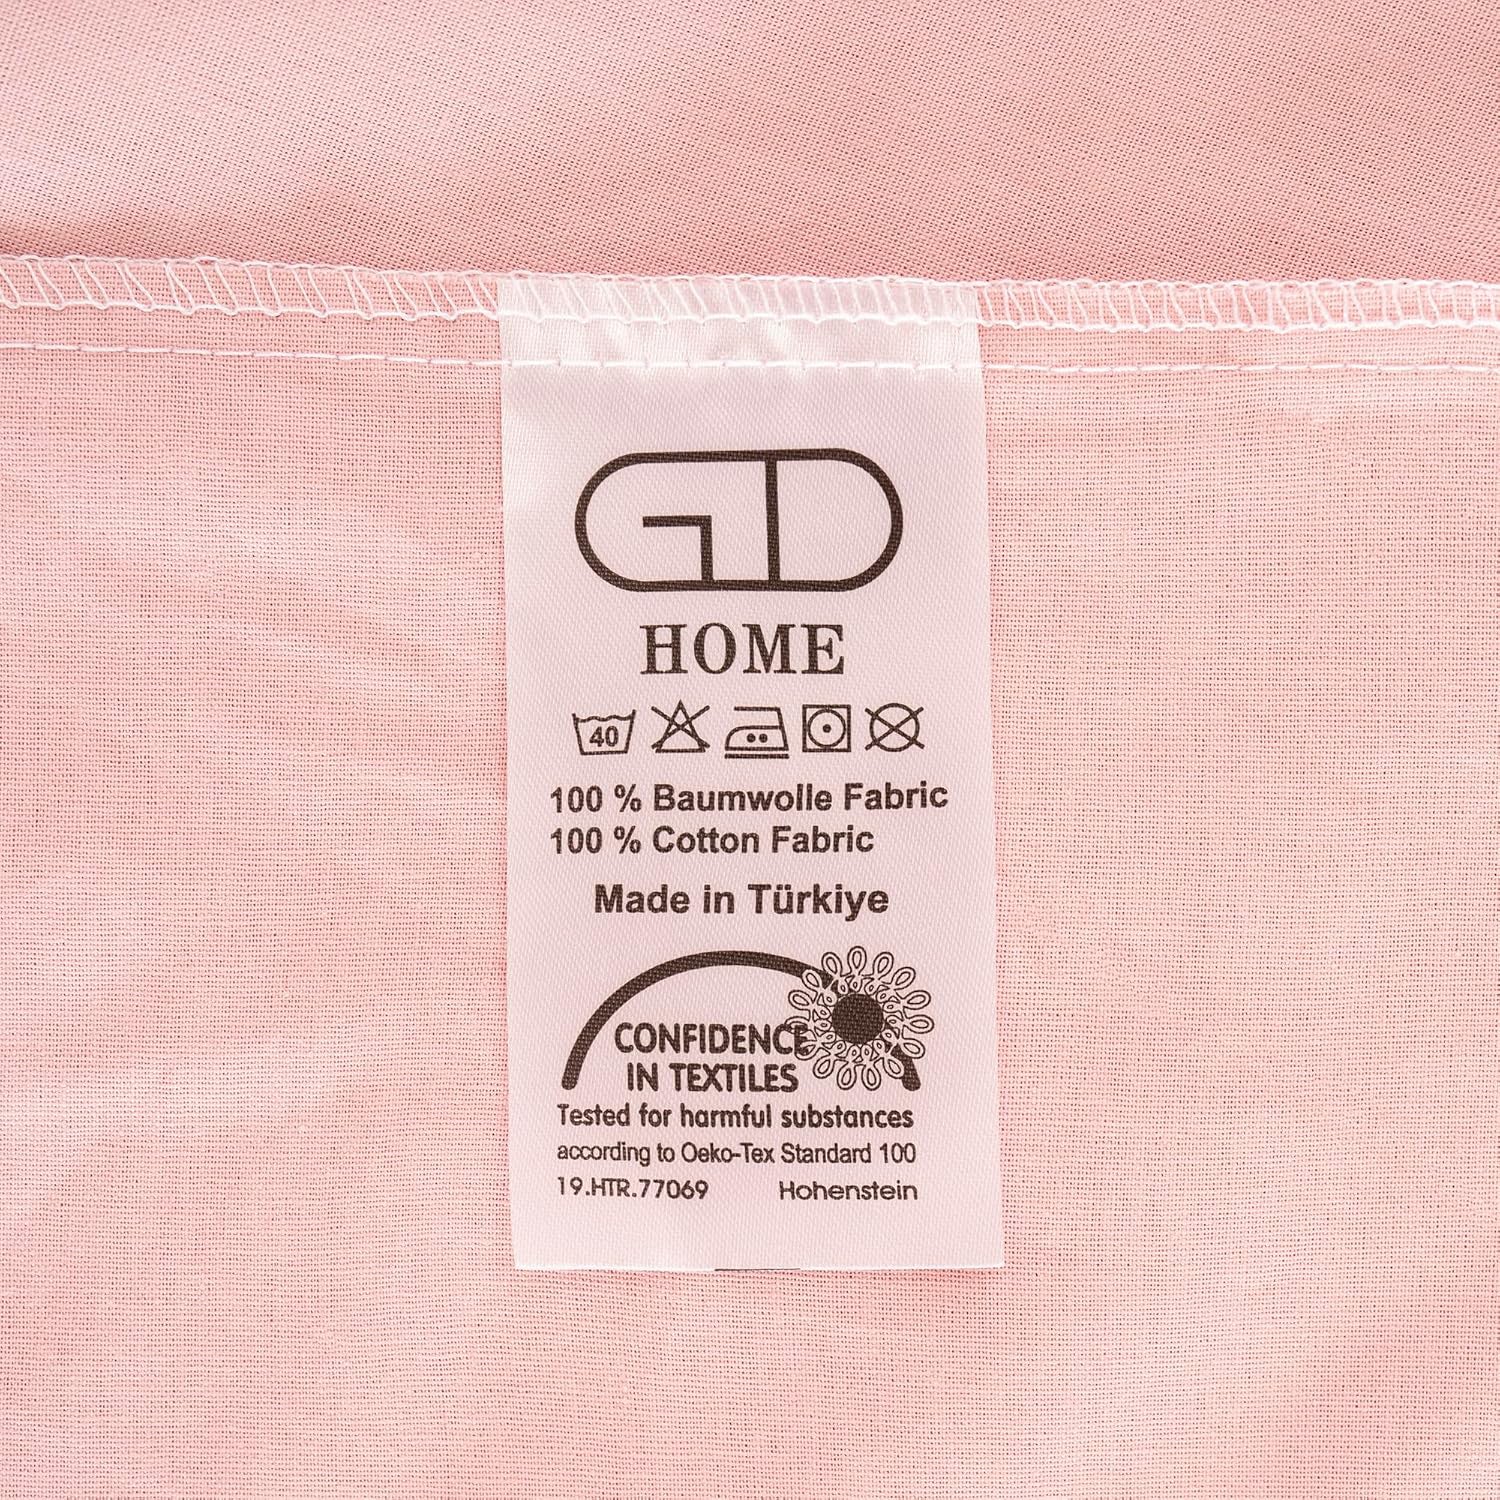 GD
HOME
40
100 % Baumwolle Fabric
100 % Cotton Fabric
Made in Türkiye
CONFIDENCE
IN TEXTILES
Tested for harmful substances
according to Oeko-Tex Standard 100
19.HTR.77069 Hohenstein